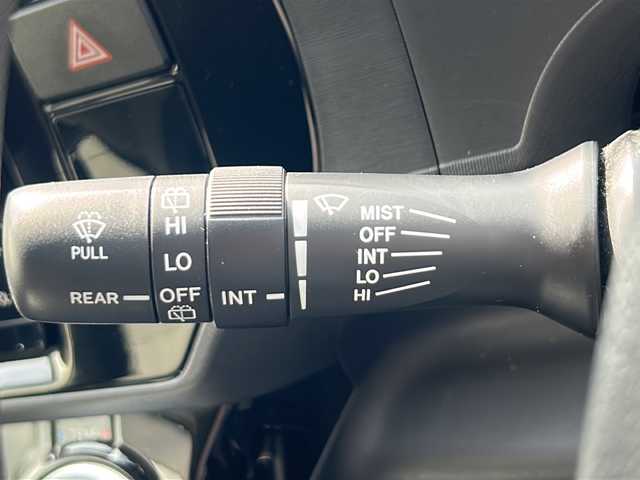 PULL
REAR
HI
LO
OFF
INT
MIST
OFF
INT
LO
HI